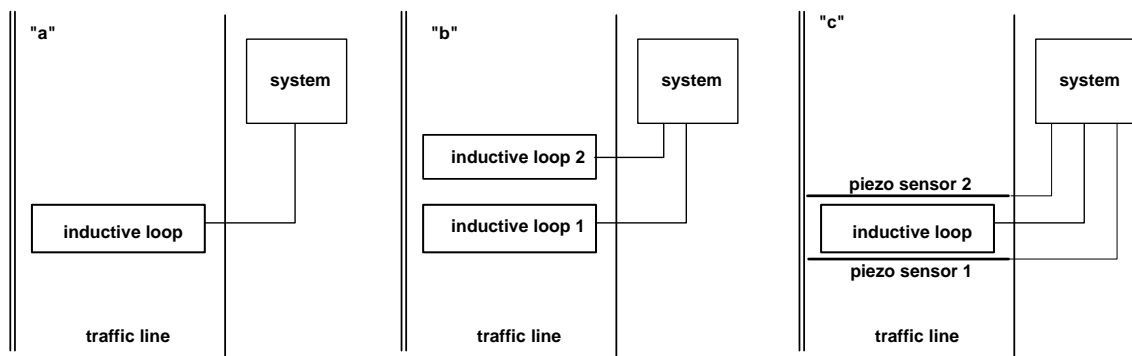 "a"
system
inductive loop
traffic line
"b"
system
inductive loop 2
inductive loop 1
traffic line
"c"
system
piezo sensor 2
inductive loop
piezo sensor 1
traffic line